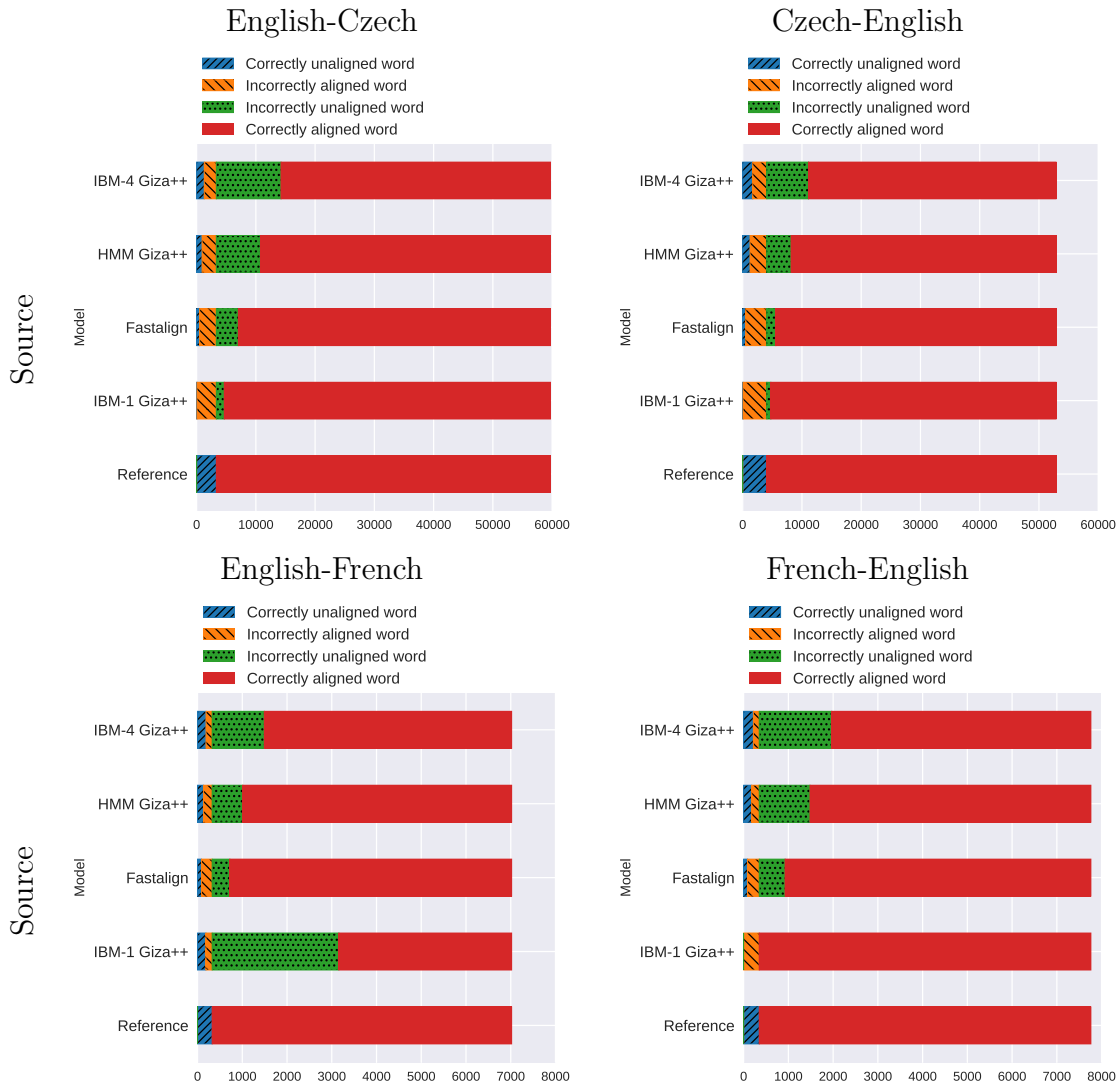 English-Czech
Correctly unaligned word
Incorrectly aligned word
Incorrectly unaligned word
Correctly aligned word
Source
Model
IBM-4 Giza++
HMM Giza++
Fastalign
IBM-1 Giza++
Reference
0 10000 20000 30000 40000 50000 60000
Czech-English
Correctly unaligned word
Incorrectly aligned word
Incorrectly unaligned word
Correctly aligned word
Model
IBM-4 Giza++
HMM Giza++
Fastalign
IBM-1 Giza++
Reference
0 10000 20000 30000 40000 50000 60000
English-French
Correctly unaligned word
Incorrectly aligned word
Incorrectly unaligned word
Correctly aligned word
Source
Model
IBM-4 Giza++
HMM Giza++
Fastalign
IBM-1 Giza++
Reference
0 1000 2000 3000 4000 5000 6000 7000 8000
French-English
Correctly unaligned word
Incorrectly aligned word
Incorrectly unaligned word
Correctly aligned word
Model
IBM-4 Giza++
HMM Giza++
Fastalign
IBM-1 Giza++
Reference
0 1000 2000 3000 4000 5000 6000 7000 8000